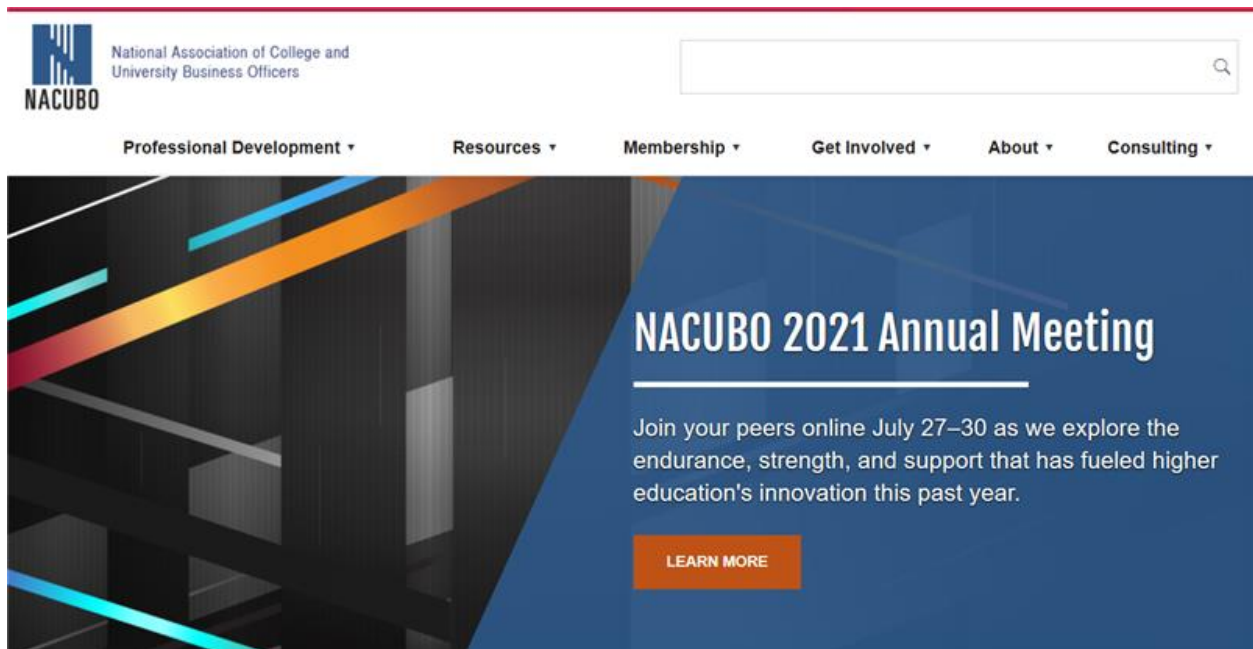 National Association of College and
University Business Officers
NACUBO
Professional Development ▾ Resources ▾ Membership ▾ Get Involved ▾ About ▾ Consulting ▾
NACUBO 2021 Annual Meeting
Join your peers online July 27–30 as we explore the
endurance, strength, and support that has fueled higher
education's innovation this past year.
LEARN MORE